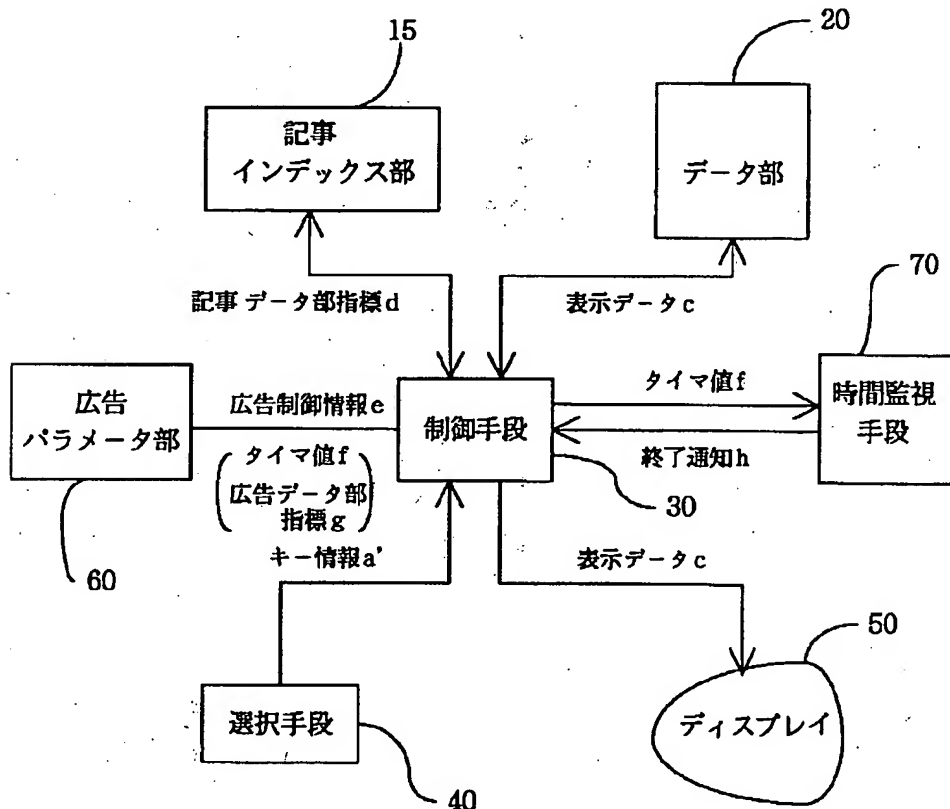 15
20
記事
インデックス部
データ部
70
記事 データ部指標d
表示データc
広告
パラメータ部
広告制御情報e
制御手段
タイマ値f
時間監視
手段
終了通知h
タイマ値f
広告データ部
指標g
30
キー情報a'
表示データc
60
50
選択手段
ディスプレイ
40